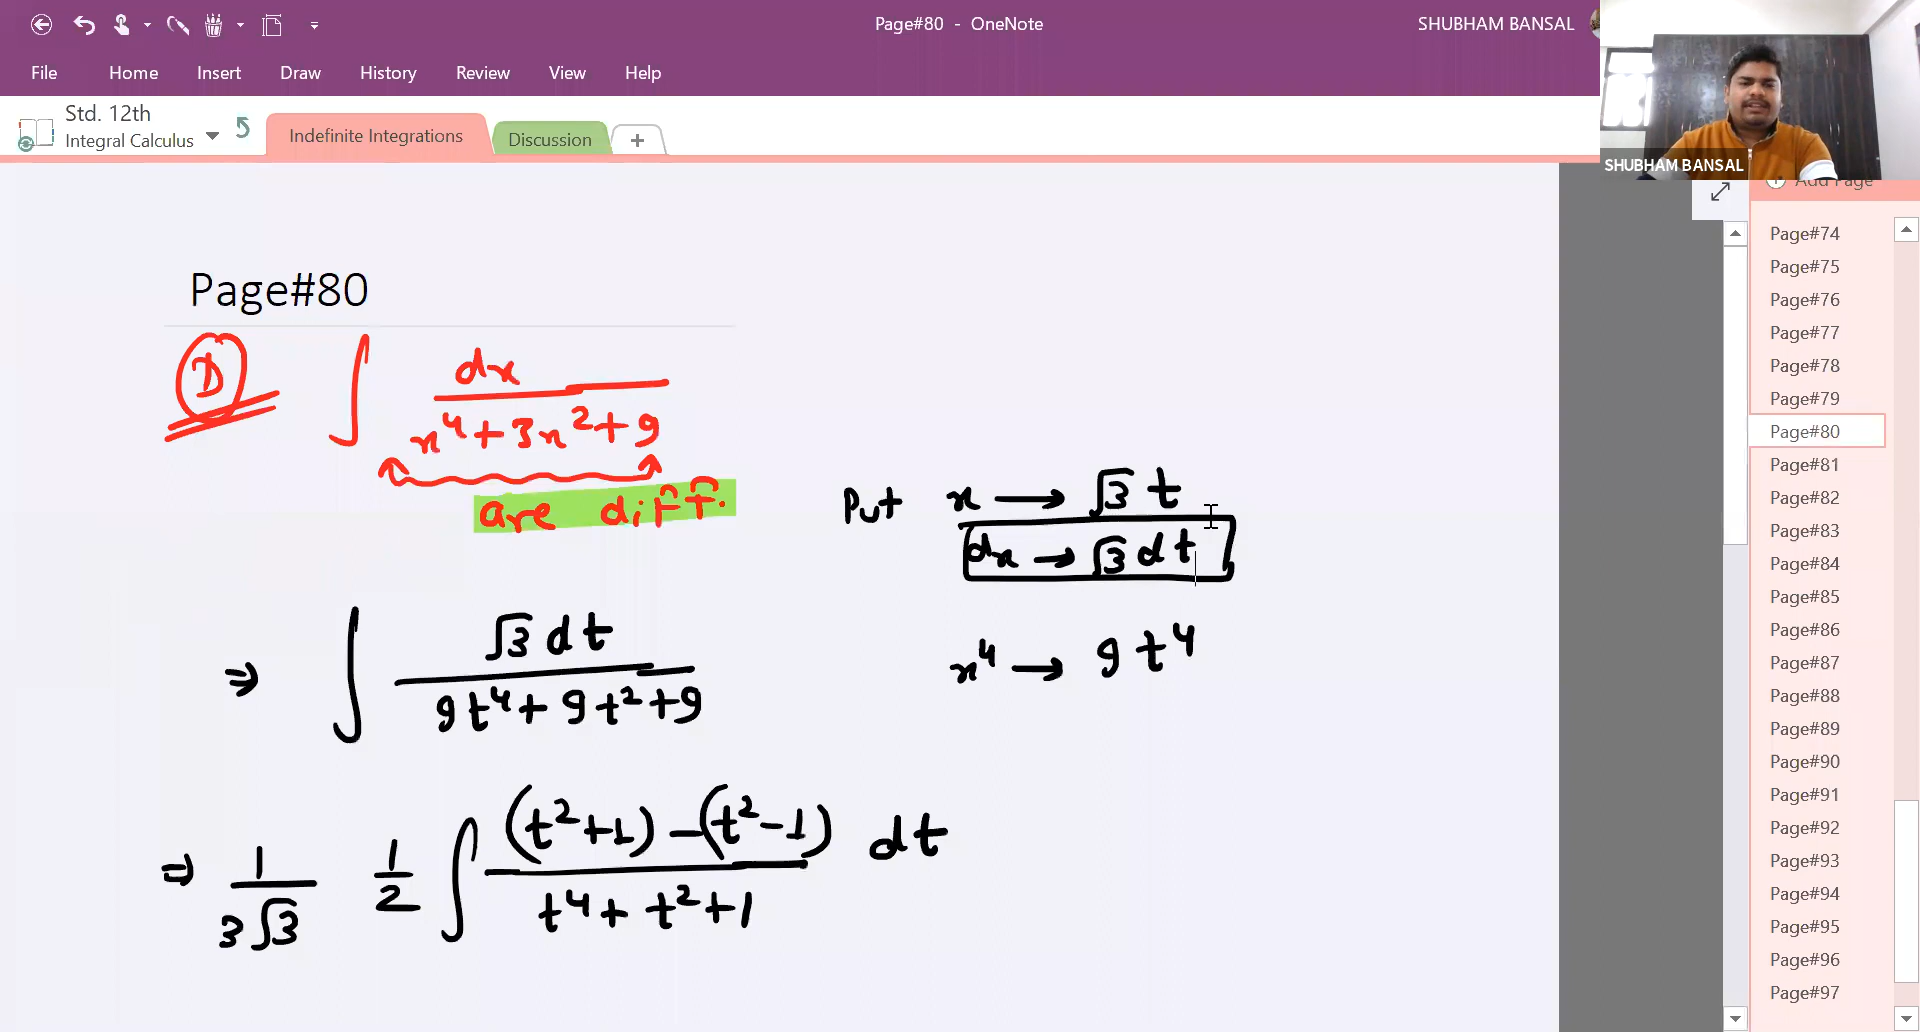 Page#80 - OneNote
SHUBHAM BANSAL
File Home Insert Draw History Review View Help
Std. 12th
Integral Calculus
Indefinite Integrations
Discussion
+
SHUBHAM BANSAL
Add Page
Page#74
Page#75
Page#76
Page#77
Page#78
Page#79
Page#80
Page#81
Page#82
Page#83
Page#84
Page#85
Page#86
Page#87
Page#88
Page#89
Page#90
Page#91
Page#92
Page#93
Page#94
Page#95
Page#96
Page#97
Page#80
D ∫ dx / (x⁴+3x²+9)
are diff.
Put x → √3 t
dx → √3 dt
x⁴ → 9t⁴
⇒ ∫ √3 dt / (9t⁴+9t²+9)
⇒ 1/(3√3) 1/2 ∫ ((t²+1)-(t²-1)) / (t⁴+t²+1) dt